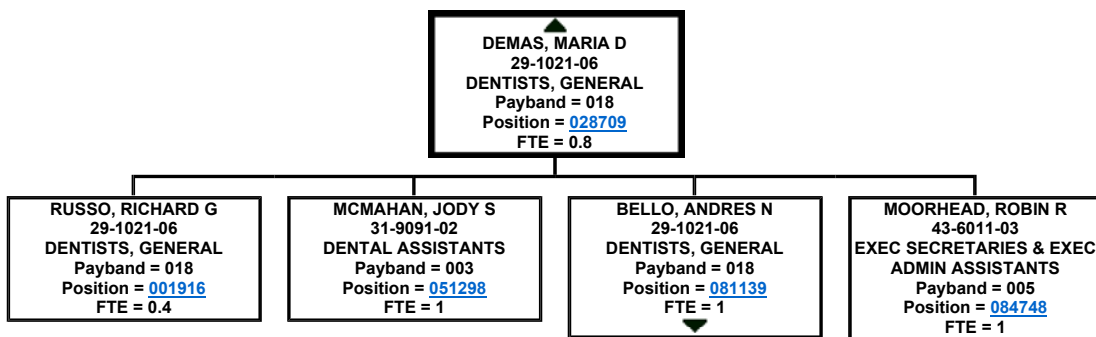 DEMAS, MARIA D
29-1021-06
DENTISTS, GENERAL
Payband = 018
Position = 028709
FTE = 0.8
RUSSO, RICHARD G
29-1021-06
DENTISTS, GENERAL
Payband = 018
Position = 001916
FTE = 0.4
MCMAHAN, JODY S
31-9091-02
DENTAL ASSISTANTS
Payband = 003
Position = 051298
FTE = 1
BELLO, ANDRES N
29-1021-06
DENTISTS, GENERAL
Payband = 018
Position = 081139
FTE = 1
MOORHEAD, ROBIN R
43-6011-03
EXEC SECRETARIES & EXEC
ADMIN ASSISTANTS
Payband = 005
Position = 084748
FTE = 1